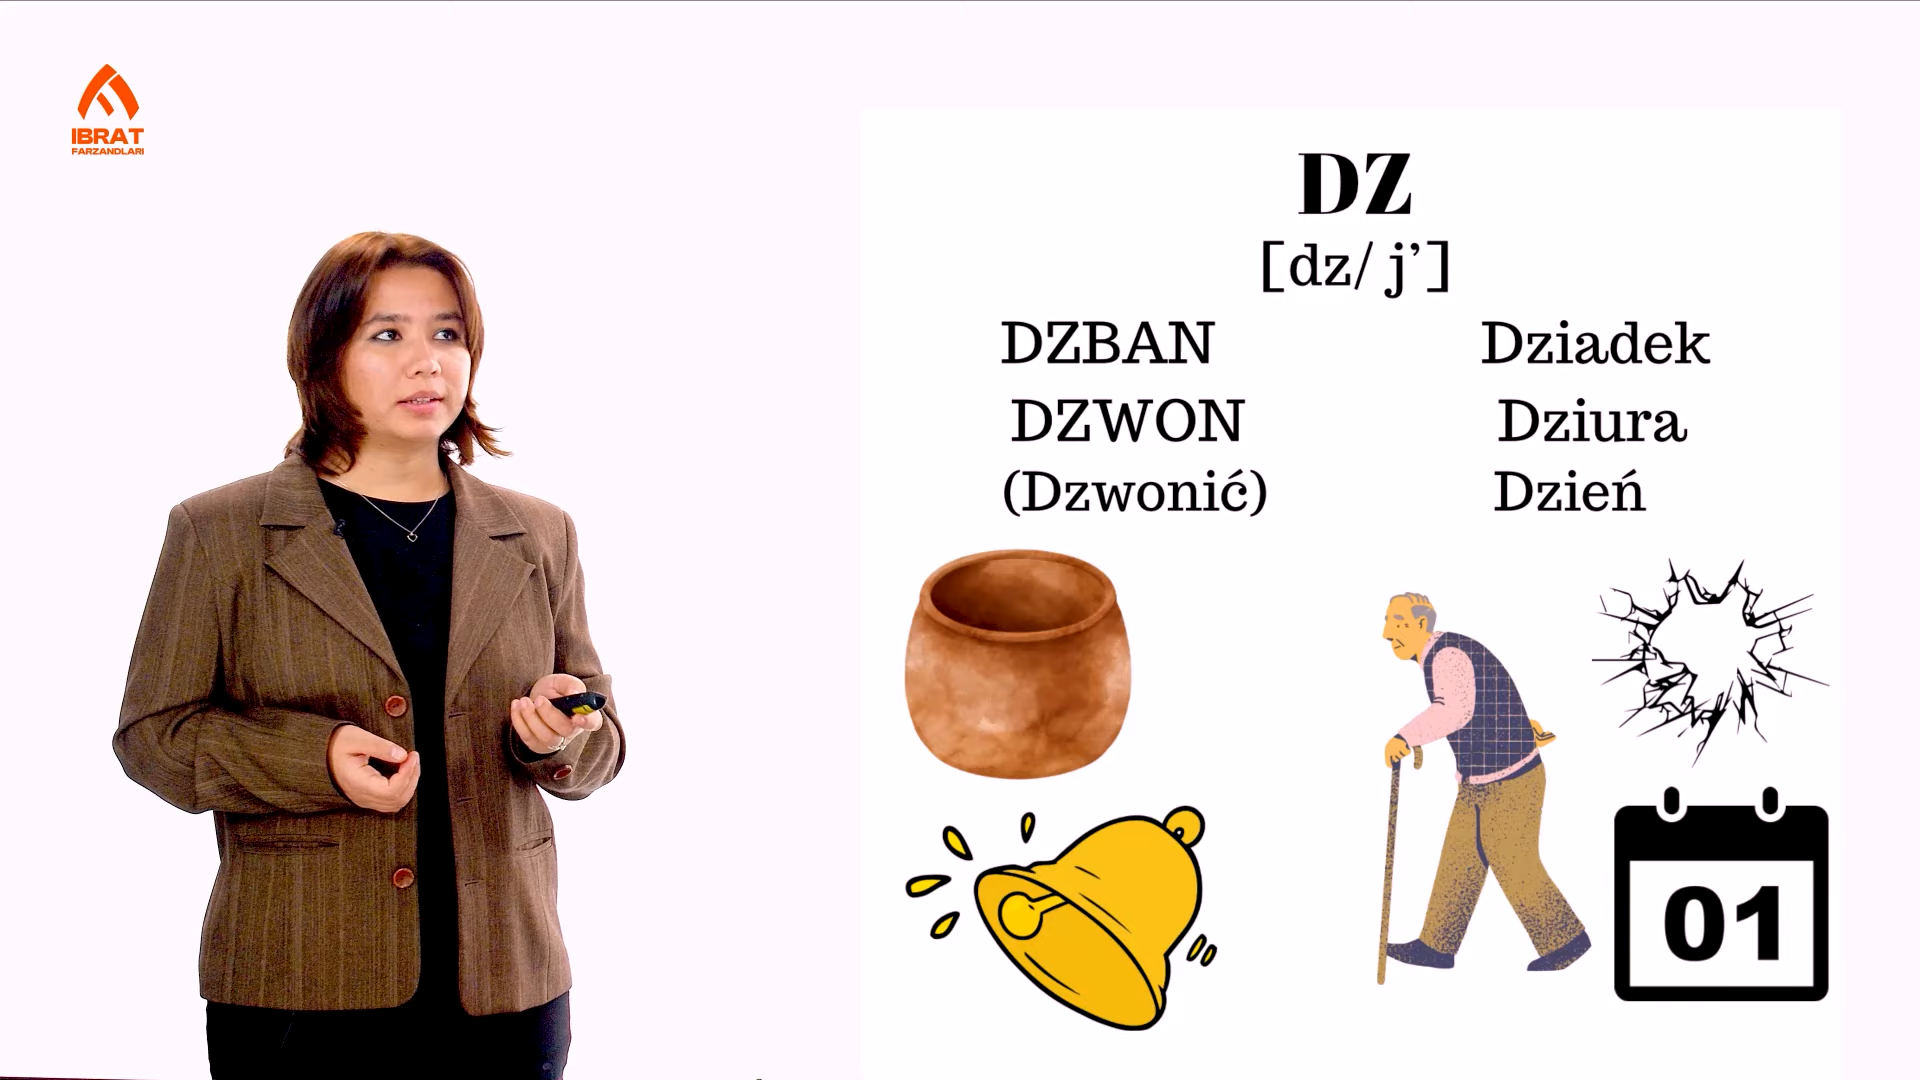 IBRAT
FARZANDLARI
DZ
[dz/ j’]
DZBAN
DZWON
(Dzwonić)
Dziadek
Dziura
Dzień
01